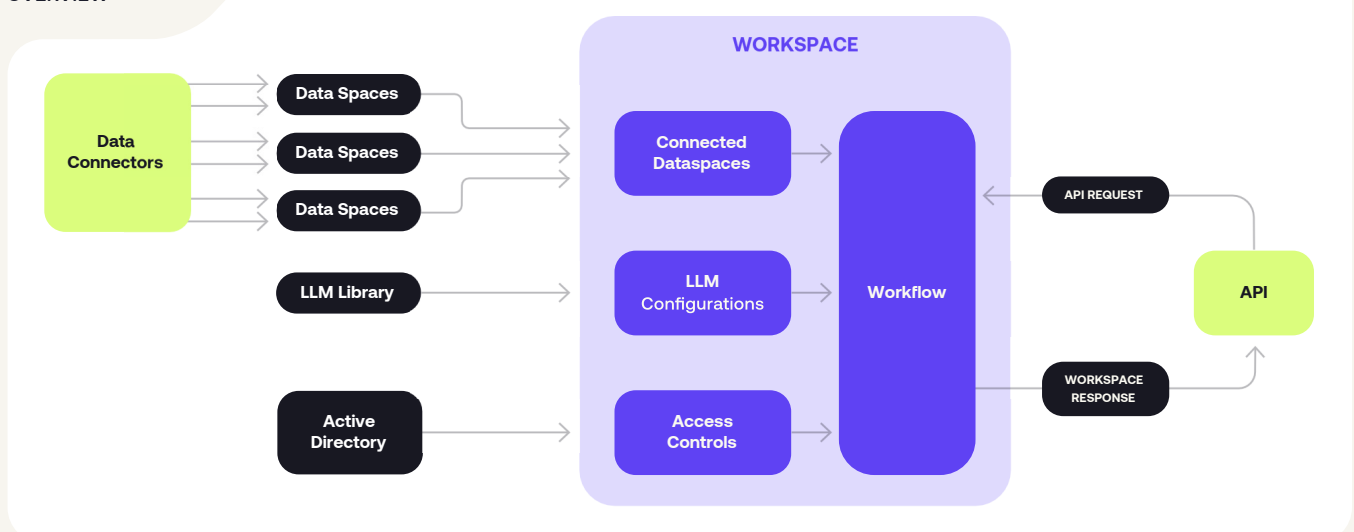 OVERVIEW
WORKSPACE
Data
Connectors
Data Spaces
Data Spaces
Data Spaces
LLM Library
Active
Directory
Connected
Dataspaces
LLM
Configurations
Access
Controls
Workflow
API REQUEST
API
WORKSPACE
RESPONSE